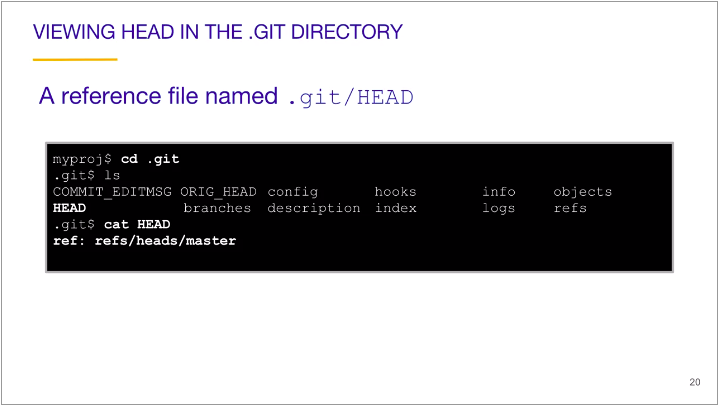 VIEWING HEAD IN THE .GIT DIRECTORY
A reference file named .git/HEAD
myproj$ cd .git
.git$ ls
COMMIT_EDITMSG ORIG_HEAD config hooks info objects
HEAD branches description index logs refs
.git$ cat HEAD
ref: refs/heads/master
20